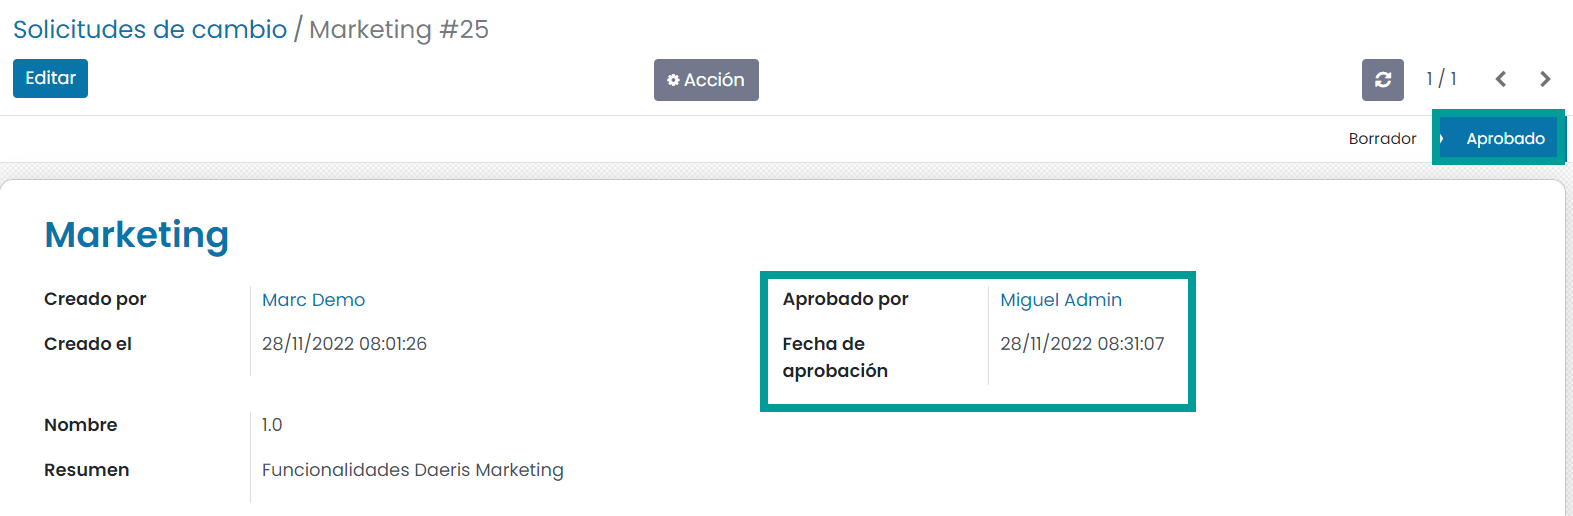 Solicitudes de cambio / Marketing #25
Editar
Acción
1 / 1
Borrador
Aprobado
Marketing
Creado por Marc Demo
Creado el 28/11/2022 08:01:26
Aprobado por Miguel Admin
Fecha de aprobación 28/11/2022 08:31:07
Nombre 1.0
Resumen Funcionalidades Daeris Marketing